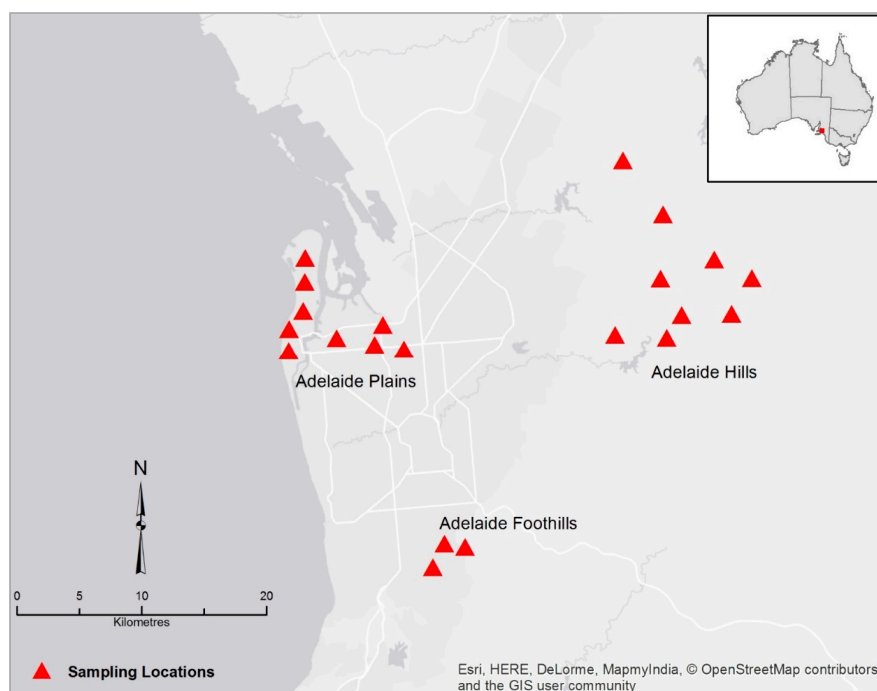 Adelaide Plains
Adelaide Hills
Adelaide Foothills
N
0 5 10 20
Kilometres
Sampling Locations
Esri, HERE, DeLorme, MapmyIndia, © OpenStreetMap contributors
and the GIS user community